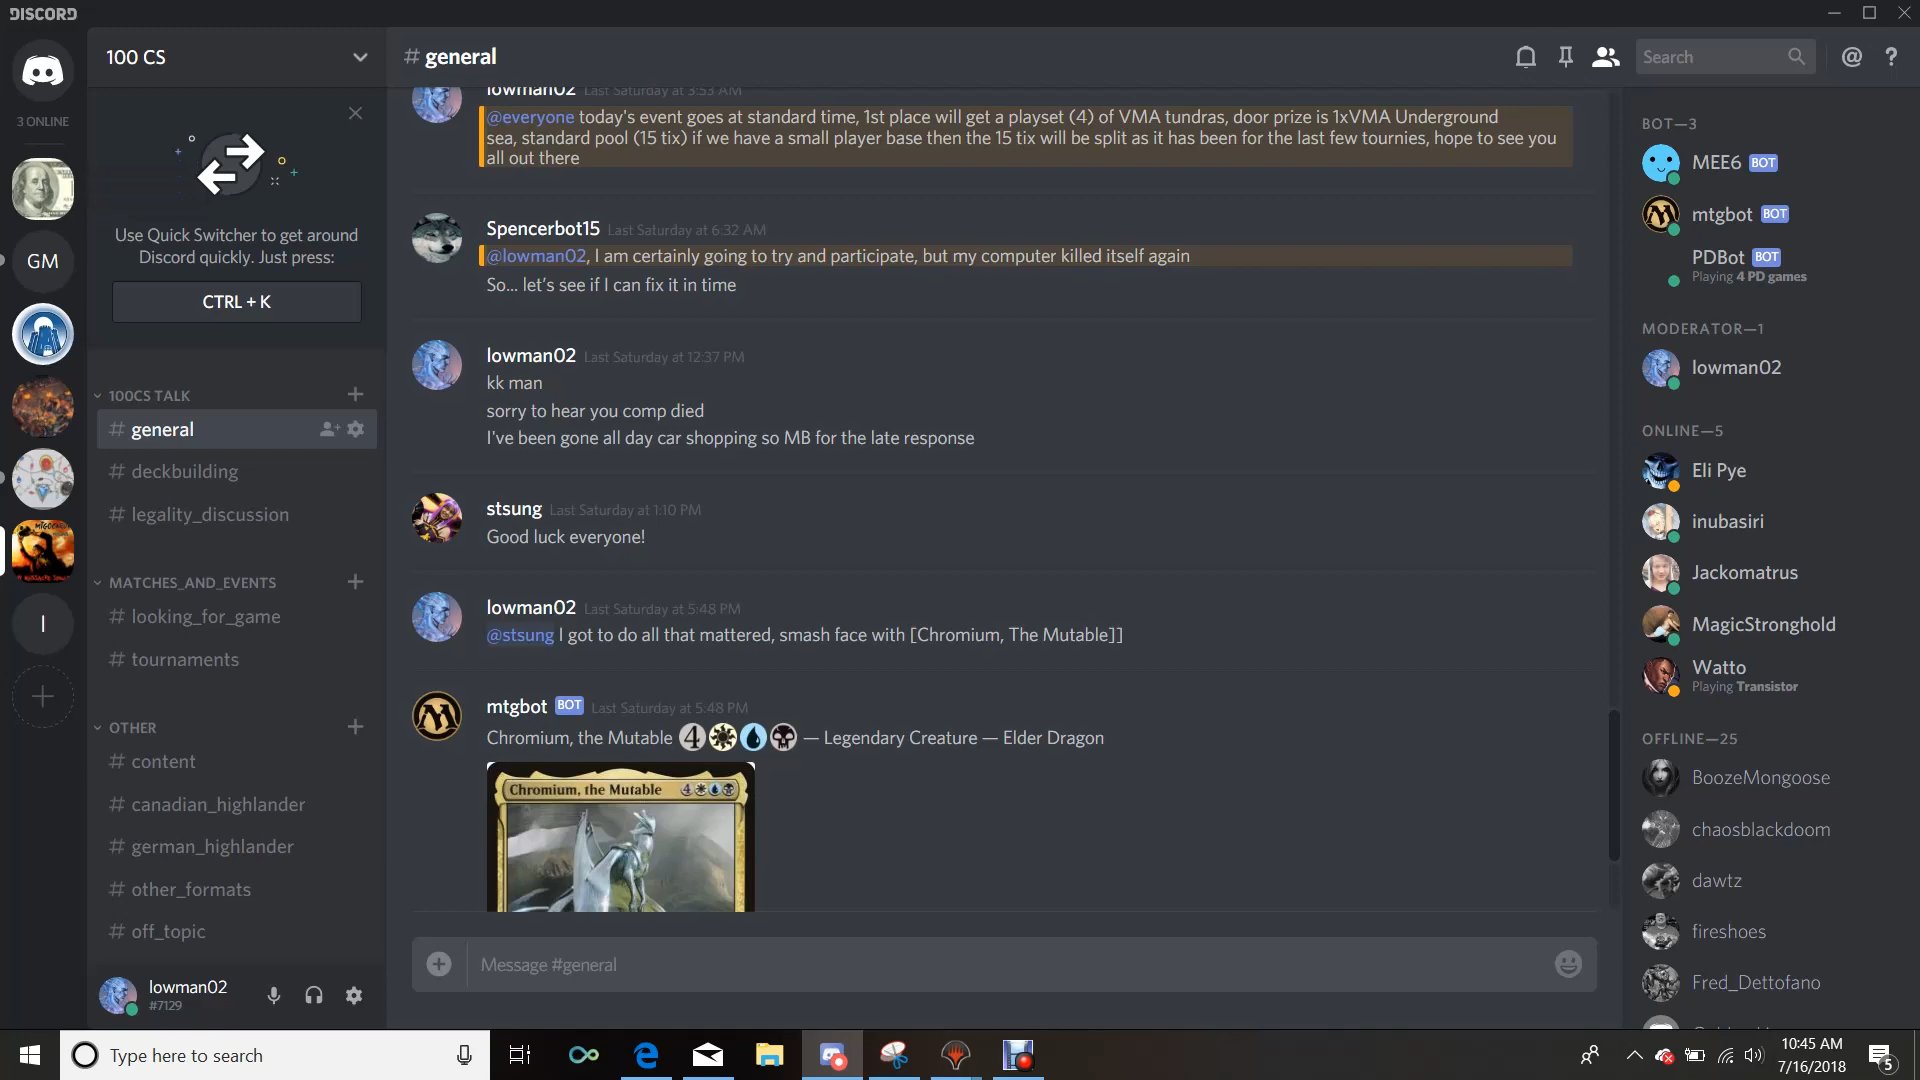 DISCORD
3 ONLINE
GM
I
100 CS
Use Quick Switcher to get around
Discord quickly. Just press:
CTRL + K
100CS TALK
# general
# deckbuilding
# legality_discussion
MATCHES_AND_EVENTS
# looking_for_game
# tournaments
OTHER
# content
# canadian_highlander
# german_highlander
# other_formats
# off_topic
lowman02
#7129
# general
Search
lowman02 Last Saturday at 3:53 AM
@everyone today's event goes at standard time, 1st place will get a playset (4) of VMA tundras, door prize is 1xVMA Underground
sea, standard pool (15 tix) if we have a small player base then the 15 tix will be split as it has been for the last few tournies, hope to see you
all out there
Spencerbot15 Last Saturday at 6:32 AM
@lowman02, I am certainly going to try and participate, but my computer killed itself again
So... let's see if I can fix it in time
lowman02 Last Saturday at 12:37 PM
kk man
sorry to hear you comp died
I've been gone all day car shopping so MB for the late response
stsung Last Saturday at 1:10 PM
Good luck everyone!
lowman02 Last Saturday at 5:48 PM
@stsung I got to do all that mattered, smash face with [Chromium, The Mutable]]
mtgbot BOT Last Saturday at 5:48 PM
Chromium, the Mutable 4 — Legendary Creature — Elder Dragon
Chromium, the Mutable 4
Message #general
BOT—3
MEE6 BOT
mtgbot BOT
PDBot BOT
Playing 4 PD games
MODERATOR—1
lowman02
ONLINE—5
Eli Pye
inubasiri
Jackomatrus
MagicStronghold
Watto
Playing Transistor
OFFLINE—25
BoozeMongoose
chaosblackdoom
dawtz
fireshoes
Fred_Dettofano
Type here to search
10:45 AM
7/16/2018
5